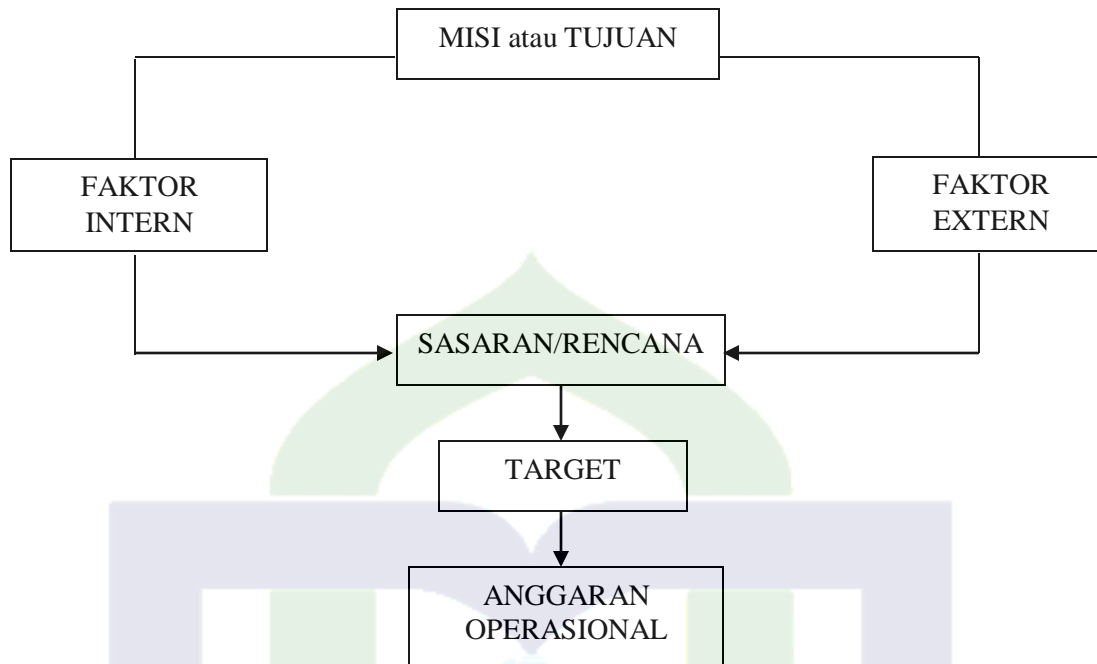 MISI atau TUJUAN
FAKTOR
INTERN
FAKTOR
EXTERN
SASARAN/RENCANA
TARGET
ANGGARAN
OPERASIONAL